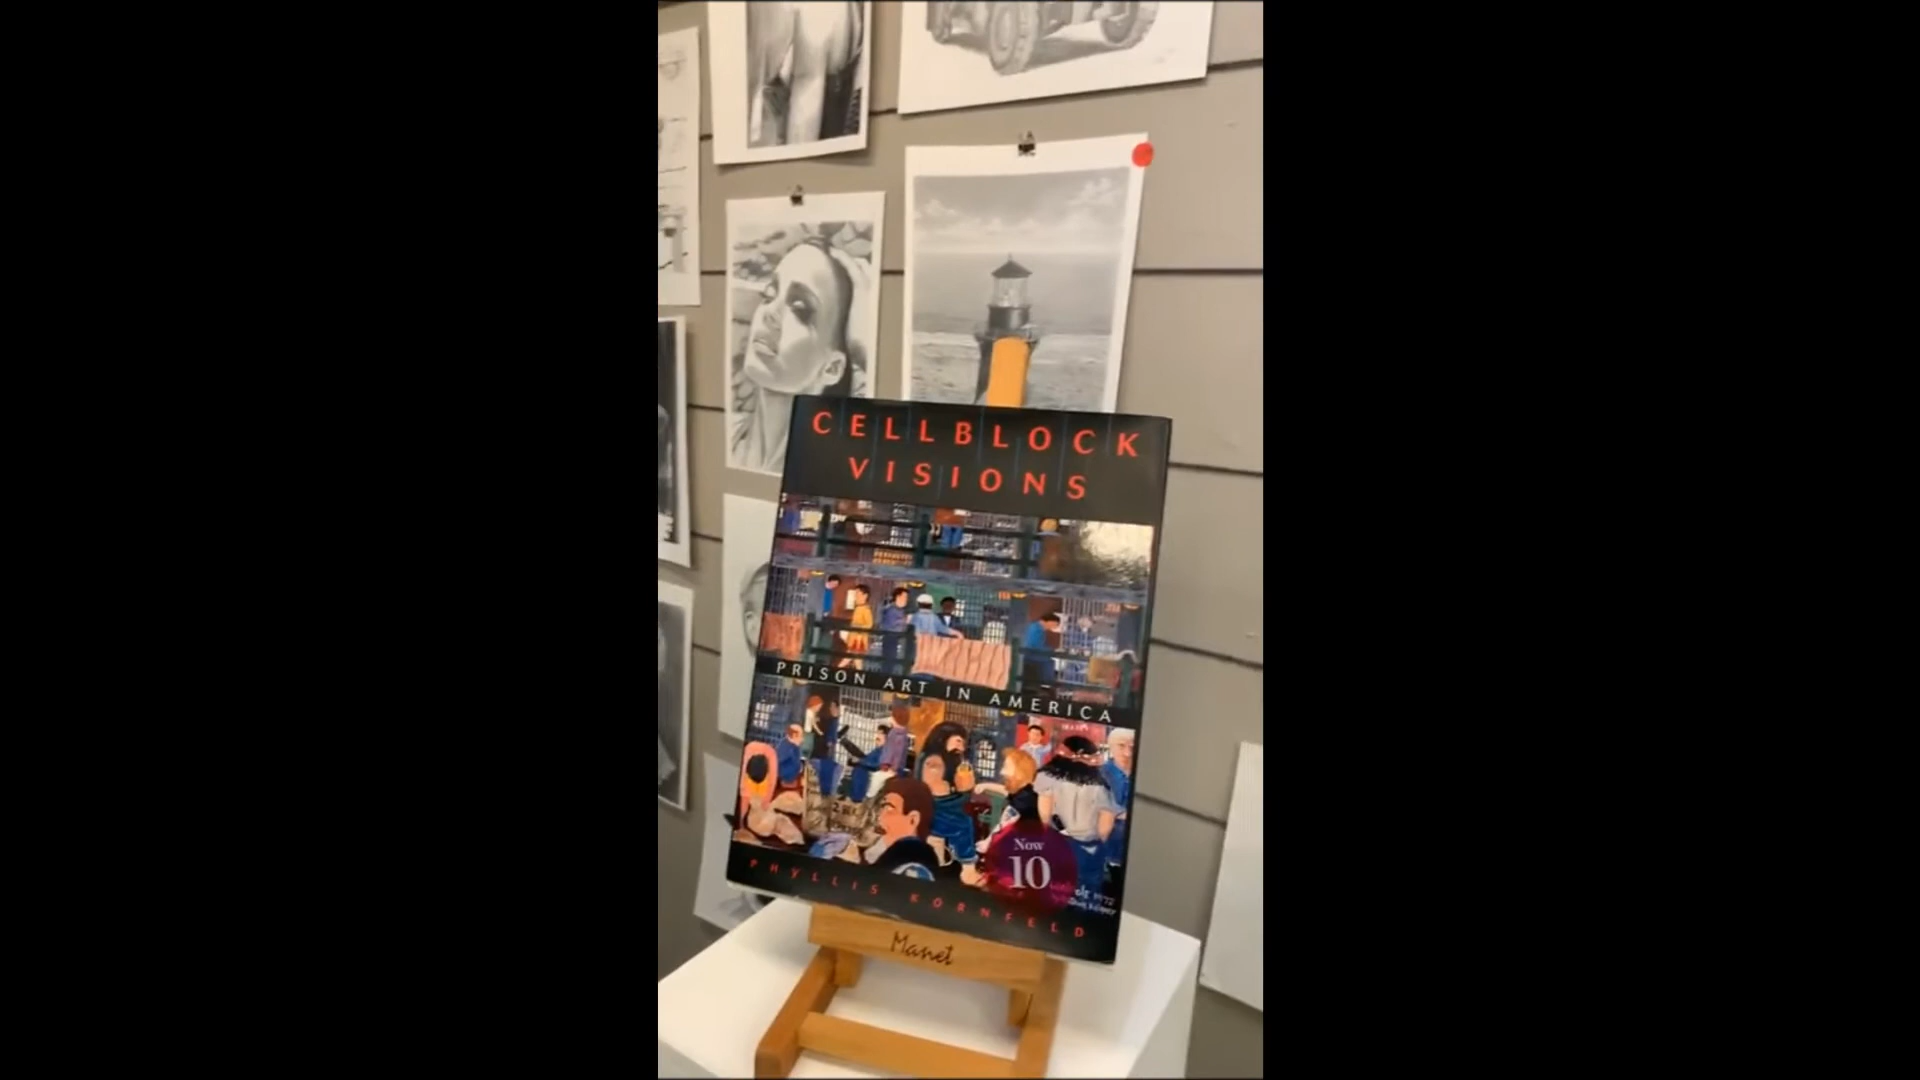 CELLBLOCK
VISIONS
PRISON ART IN AMERICA
Now
10
PHYLLIS KORNFELD
Manet